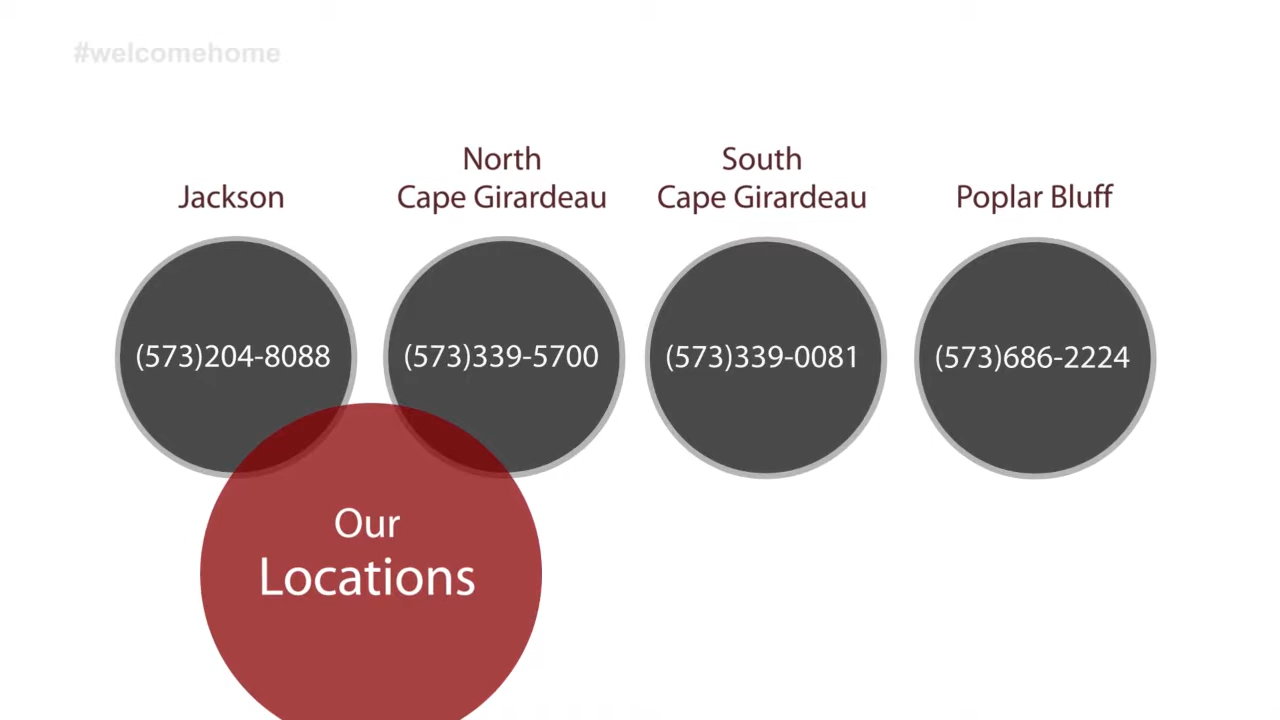 #welcomehome
Jackson
North
Cape Girardeau
South
Cape Girardeau
Poplar Bluff
(573)204-8088
(573)339-5700
(573)339-0081
(573)686-2224
Our
Locations